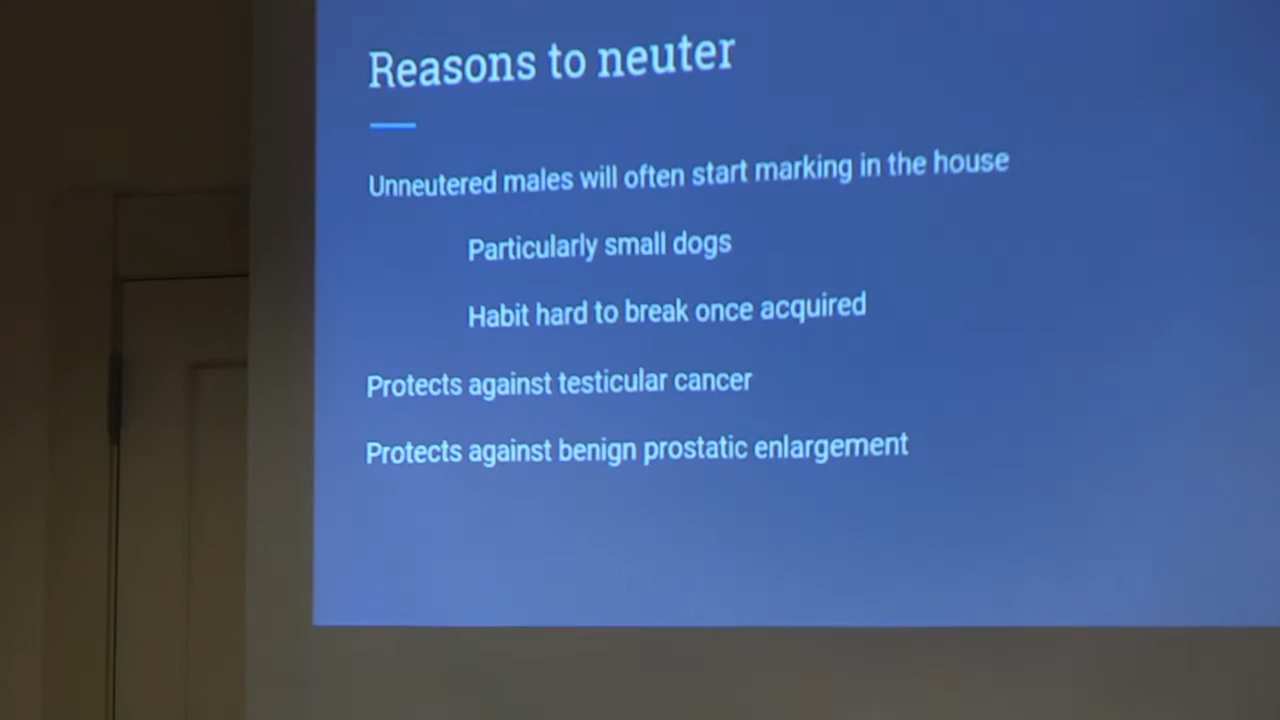 Reasons to neuter
Unneutered males will often start marking in the house
Particularly small dogs
Habit hard to break once acquired
Protects against testicular cancer
Protects against benign prostatic enlargement